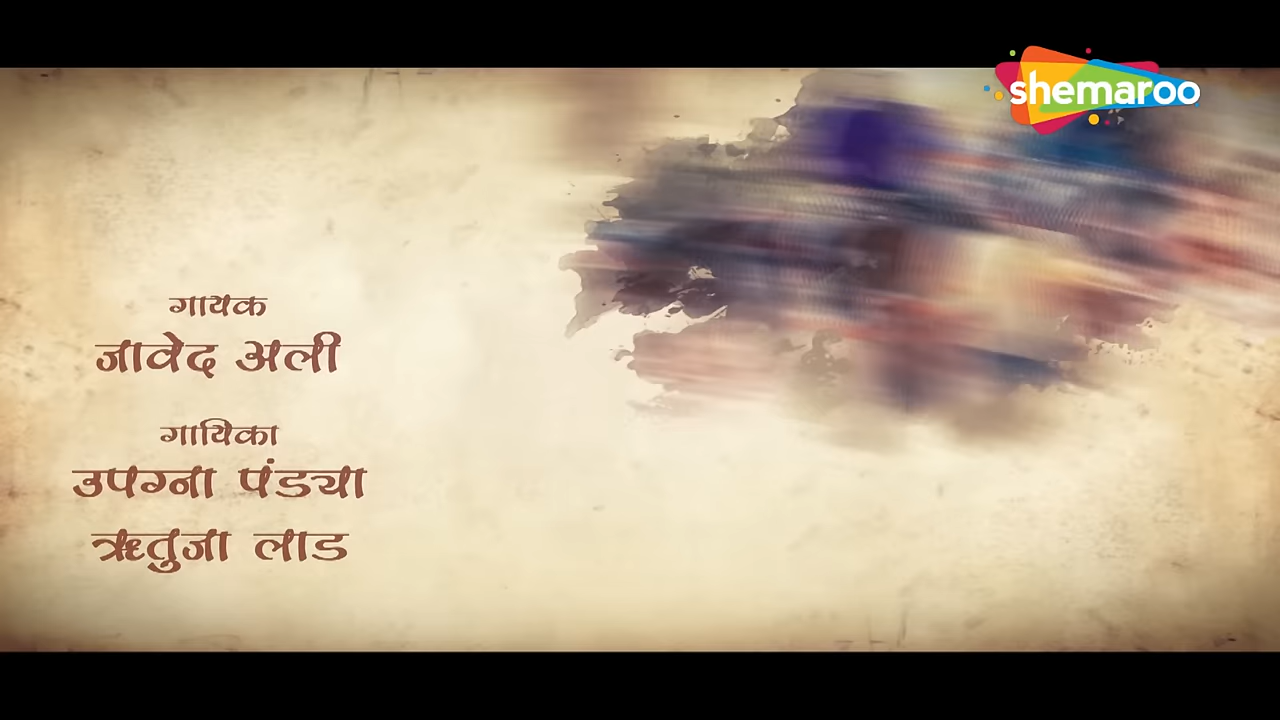 shemaroo
गायक
जावेद अली
गायिका
उपग्ना पंड्या
ऋतुजा लाड